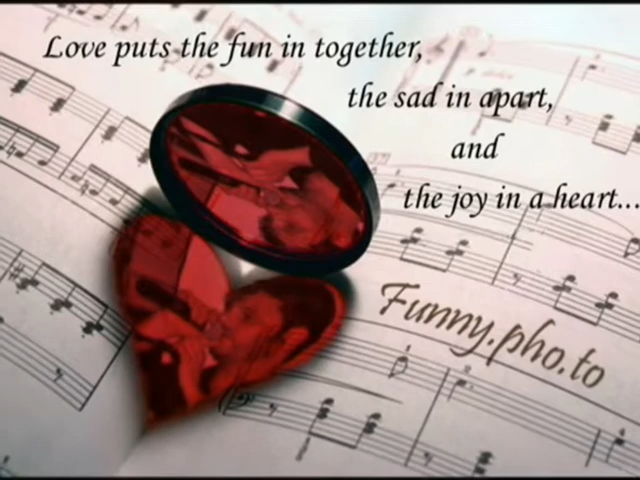 Love puts the fun in together,
the sad in apart,
and
the joy in a heart...
Funny.pho.to